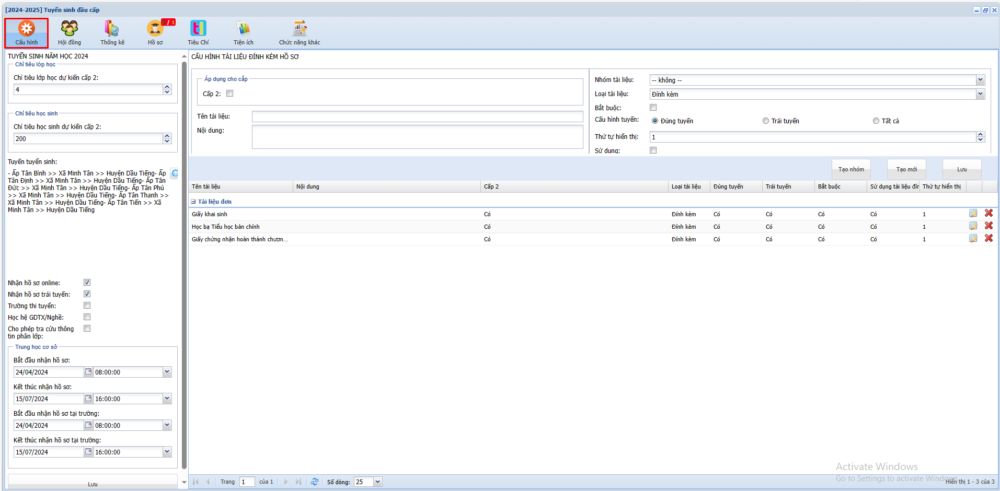 [2024-2025] Tuyển sinh đầu cấp
1 / 1
Cấu hình
Hội đồng
Thống kê
Hồ sơ
Tiêu Chí
Tiện ích
Chức năng khác
TUYỂN SINH NĂM HỌC 2024
Chỉ tiêu lớp học
Chỉ tiêu lớp học dự kiến cấp 2:
4
Chỉ tiêu học sinh
Chỉ tiêu học sinh dự kiến cấp 2:
200
Tuyến tuyển sinh:
- Ấp Tân Bình >> Xã Minh Tân >> Huyện Dầu Tiếng- Ấp
Tân Định >> Xã Minh Tân >> Huyện Dầu Tiếng- Ấp Tân
Đức >> Xã Minh Tân >> Huyện Dầu Tiếng- Ấp Tân Phú
>> Xã Minh Tân >> Huyện Dầu Tiếng- Ấp Tân Thanh >>
Xã Minh Tân >> Huyện Dầu Tiếng- Ấp Tân Tiến >> Xã
Minh Tân >> Huyện Dầu Tiếng
Nhận hồ sơ online:
Nhận hồ sơ trái tuyến:
Trường thi tuyển:
Học hệ GDTX/Nghề:
Cho phép tra cứu thông
tin phân lớp:
Trung học cơ sở
Bắt đầu nhận hồ sơ:
24/04/2024 08:00:00
Kết thúc nhận hồ sơ:
15/07/2024 16:00:00
Bắt đầu nhận hồ sơ tại trường:
24/04/2024 08:00:00
Kết thúc nhận hồ sơ tại trường:
15/07/2024 16:00:00
Lưu
CẤU HÌNH TÀI LIỆU ĐÍNH KÈM HỒ SƠ
Áp dụng cho cấp
Cấp 2:
Tên tài liệu:
Nội dung:
Nhóm tài liệu: -- không --
Loại tài liệu: Đính kèm
Bắt buộc:
Cấu hình tuyến: Đúng tuyến Trái tuyến Tất cả
Thứ tự hiển thị: 1
Sử dụng:
Tạo nhóm Tạo mới Lưu
Tên tài liệu Nội dung Cấp 2 Loại tài liệu Đúng tuyến Trái tuyến Bắt buộc Sử dụng tài liệu đín Thứ tự hiển thị
Tài liệu đơn
Giấy khai sinh Có Đính kèm Có Có Có Có 1
Học bạ Tiểu học bản chính Có Đính kèm Có Có Có Có 1
Giấy chứng nhận hoàn thành chươn... Có Đính kèm Có Có Có Có 1
Activate Windows
Go to Settings to activate Windows.
Trang 1 của 1 Số dòng: 25 Hiển thị 1 - 3 của 3